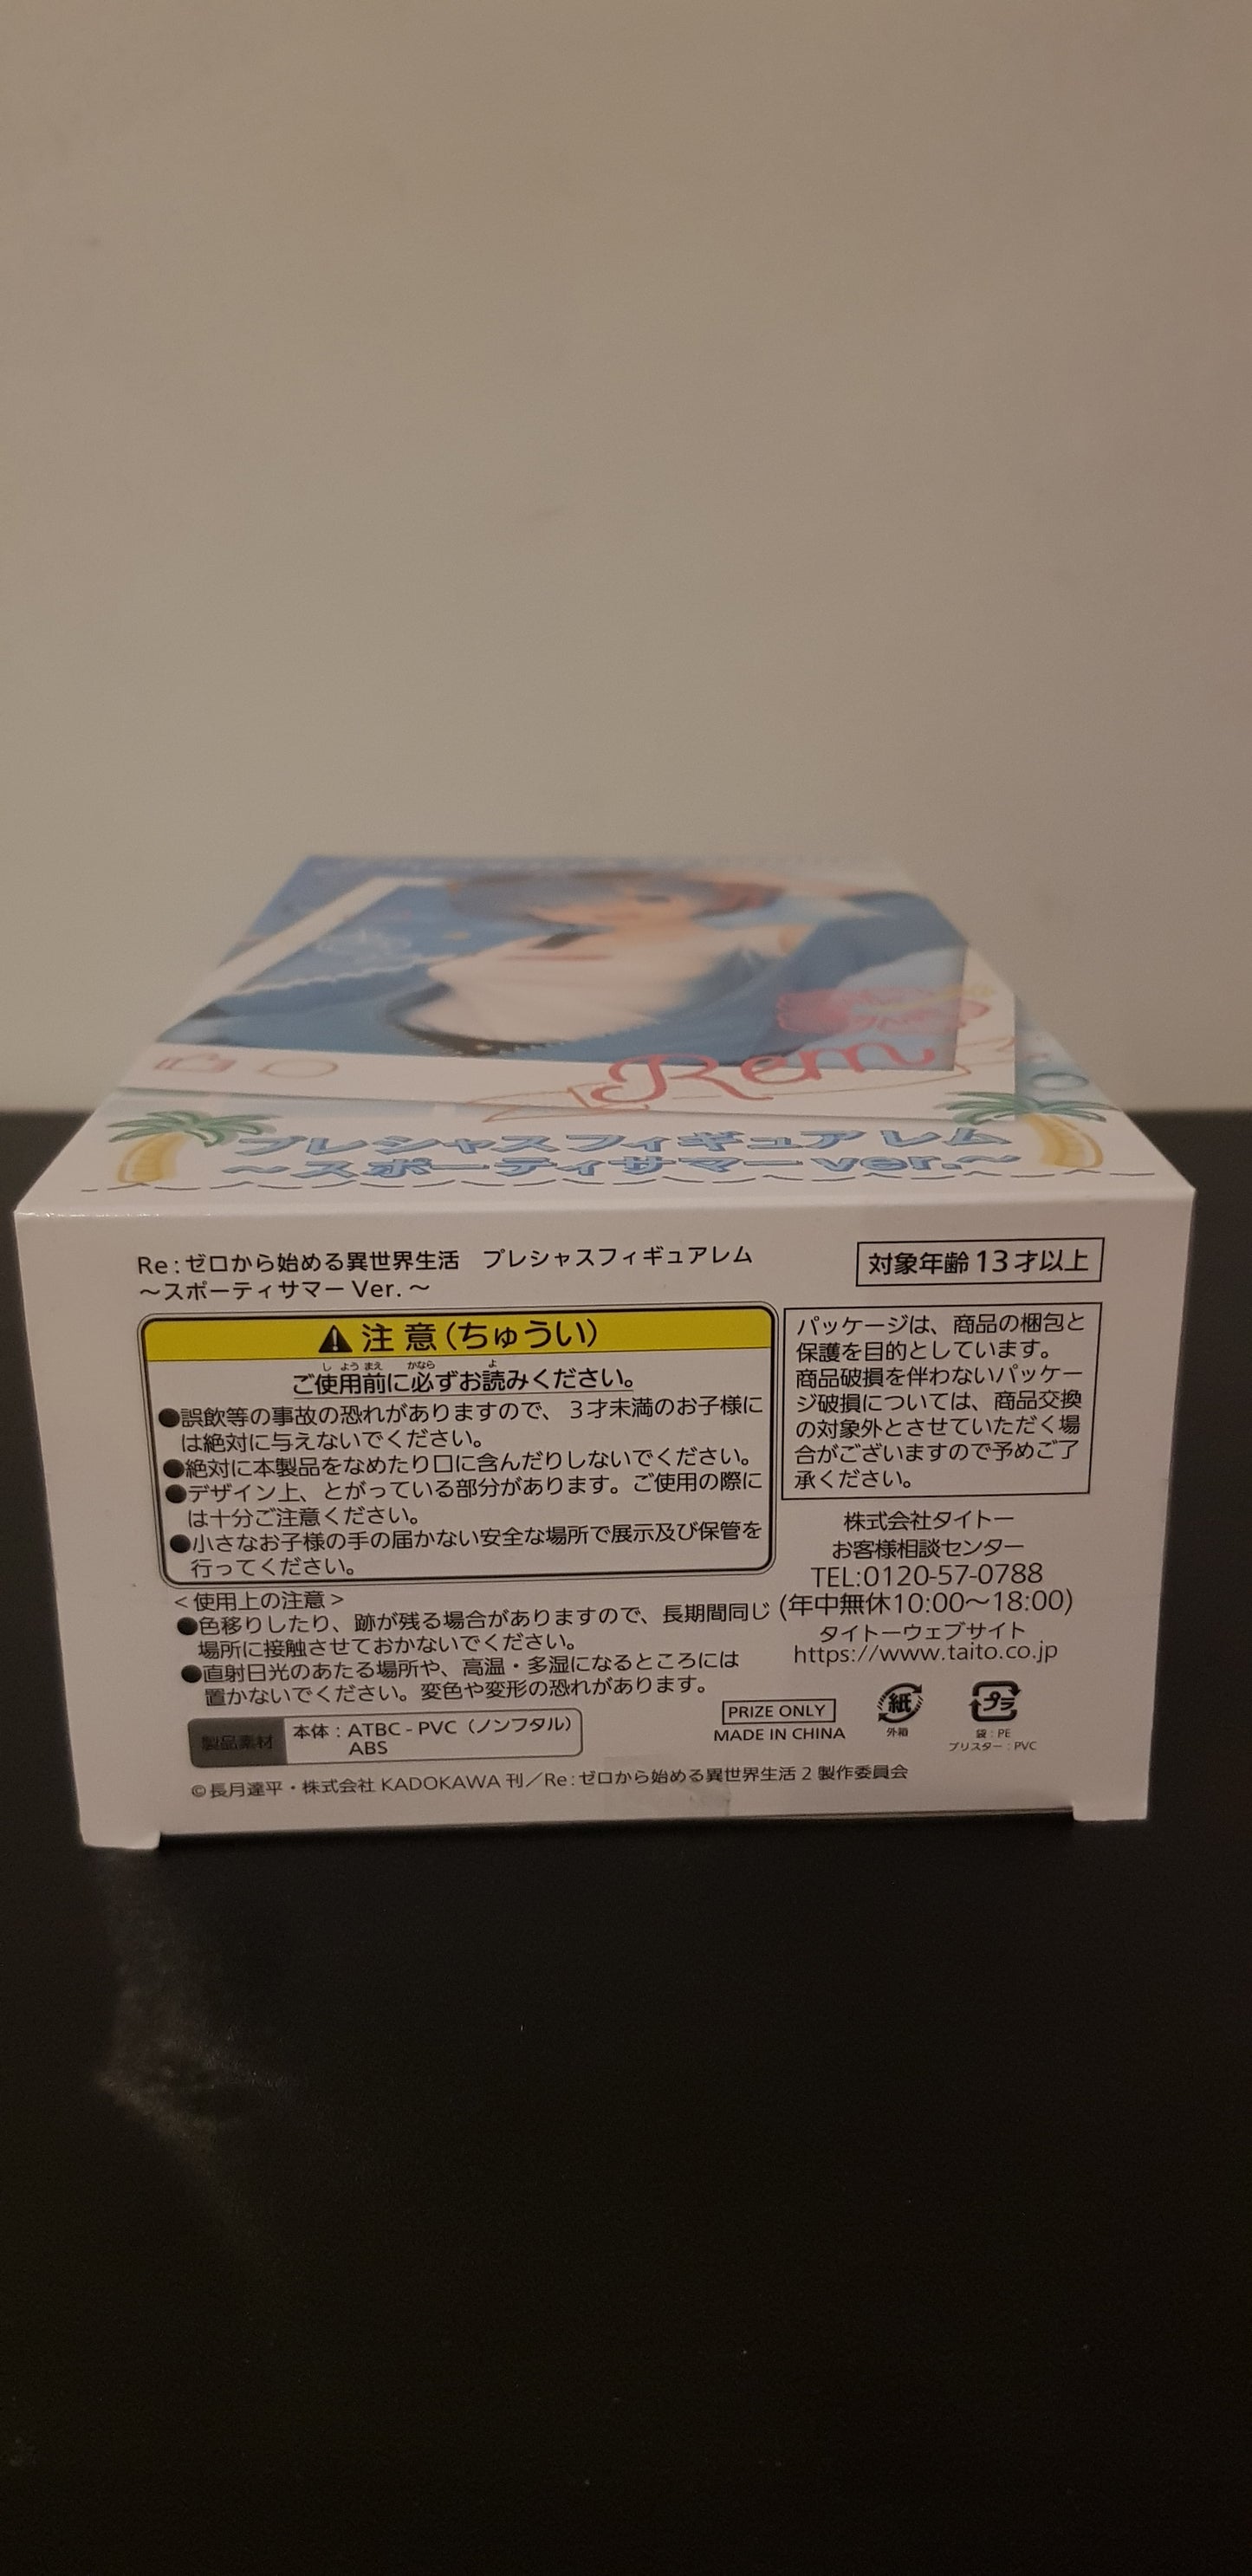 Rem
プレシャスフィギュア レム
～スポーティサマーver.～
Re:ゼロから始める異世界生活　プレシャスフィギュアレム
～スポーティサマー Ver. ～
対象年齢 13 才以上
注 意（ちゅうい）
ご使用前に必ずお読みください。
●誤飲等の事故の恐れがありますので、３才未満のお子様に
は絶対に与えないでください。
●絶対に本製品をなめたり口に含んだりしないでください。
●デザイン上、とがっている部分があります。ご使用の際に
は十分ご注意ください。
●小さなお子様の手の届かない安全な場所で展示及び保管を
行ってください。
＜使用上の注意＞
●色移りしたり、跡が残る場合がありますので、長期間同じ
場所に接触させておかないでください。
●直射日光のあたる場所や、高温・多湿になるところには
置かないでください。変色や変形の恐れがあります。
製品素材
本体：ATBC - PVC（ノンフタル）
ABS
パッケージは、商品の梱包と
保護を目的としています。
商品破損を伴わないパッケー
ジ破損については、商品交換
の対象外とさせていただく場
合がございますので予めご了
承ください。
株式会社タイトー
お客様相談センター
TEL:0120-57-0788
(年中無休10:00～18:00)
タイトーウェブサイト
https://www.taito.co.jp
PRIZE ONLY
MADE IN CHINA
紙
外箱
プラ
袋：PE
ブリスター：PVC
©長月達平・株式会社 KADOKAWA 刊／Re：ゼロから始める異世界生活 2 製作委員会